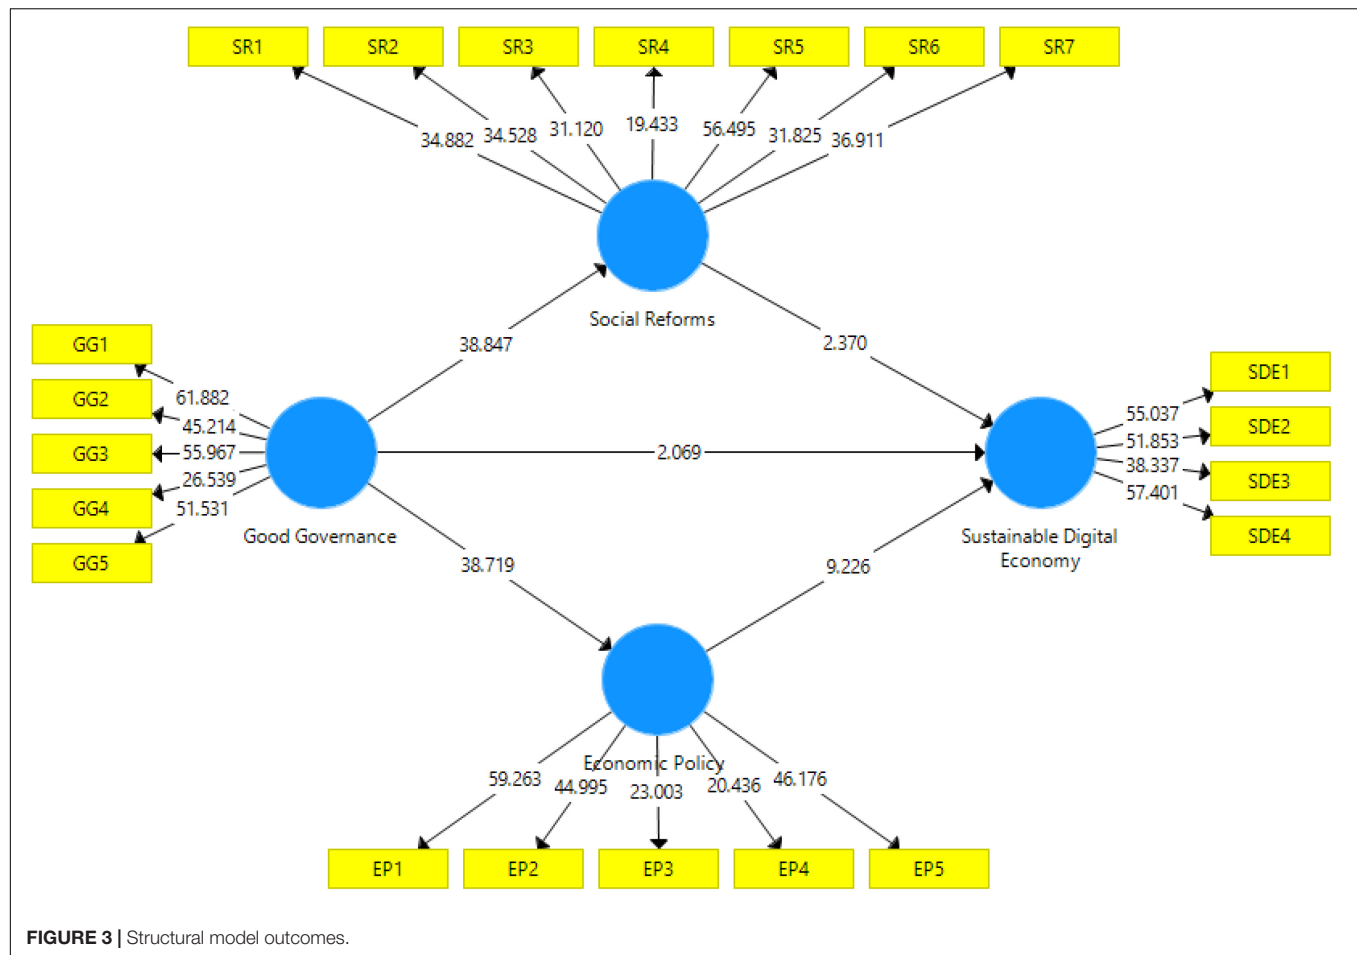 SR1 SR2 SR3 SR4 SR5 SR6 SR7
34.882 34.528 31.120 19.433 56.495 31.825 36.911
Social Reforms
38.847
2.370
GG1
GG2
GG3
GG4
GG5
61.882
45.214
55.967
26.539
51.531
Good Governance
2.069
SDE1
SDE2
SDE3
SDE4
55.037
51.853
38.337
57.401
Sustainable Digital
Economy
38.719
9.226
Economic Policy
59.263 44.995 23.003 20.436 46.176
EP1 EP2 EP3 EP4 EP5
FIGURE 3 | Structural model outcomes.